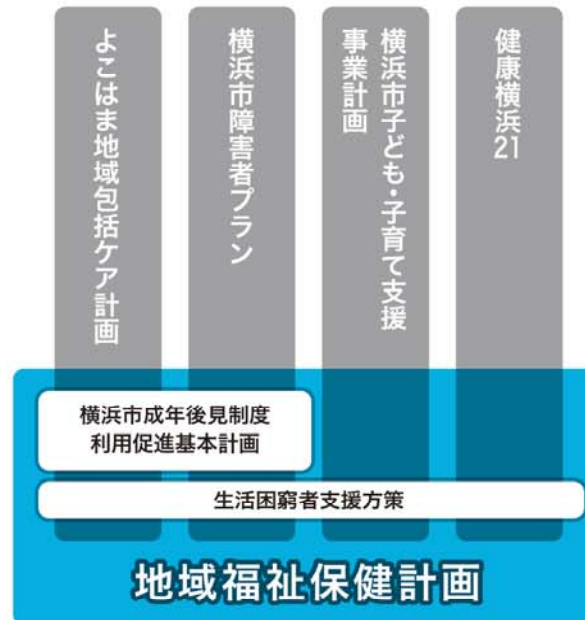 よこはま地域包括ケア計画
横浜市障害者プラン
横浜市子ども・子育て支援
事業計画
健康横浜21
横浜市成年後見制度
利用促進基本計画
生活困窮者支援方策
地域福祉保健計画